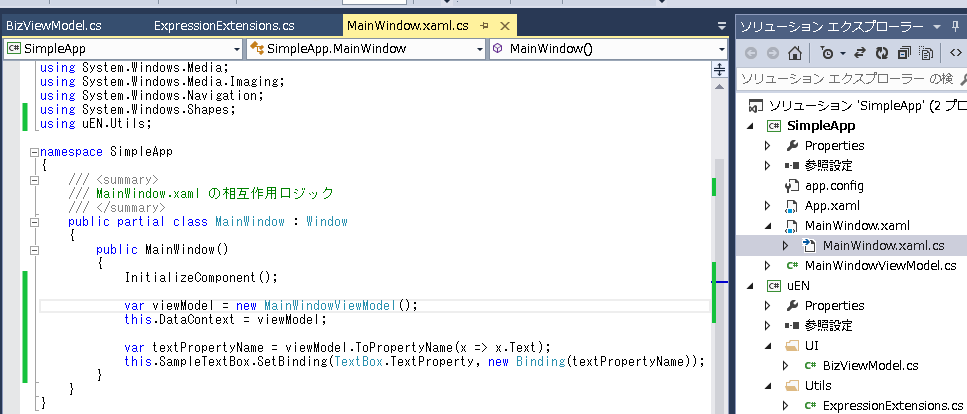 BizViewModel.cs ExpressionExtensions.cs MainWindow.xaml.cs
SimpleApp SimpleApp.MainWindow MainWindow()
using System.Windows.Media;
using System.Windows.Media.Imaging;
using System.Windows.Navigation;
using System.Windows.Shapes;
using uEN.Utils;
namespace SimpleApp
{
/// <summary>
/// MainWindow.xaml の相互作用ロジック
/// </summary>
public partial class MainWindow : Window
{
public MainWindow()
{
InitializeComponent();
var viewModel = new MainWindowViewModel();
this.DataContext = viewModel;
var textPropertyName = viewModel.ToPropertyName(x => x.Text);
this.SampleTextBox.SetBinding(TextBox.TextProperty, new Binding(textPropertyName));
}
}
}
ソリューション エクスプローラー
ソリューション エクスプローラー の検
ソリューション 'SimpleApp' (2 プロ
C# SimpleApp
Properties
参照設定
app.config
App.xaml
MainWindow.xaml
MainWindow.xaml.cs
C# MainWindowViewModel.cs
C# uEN
Properties
参照設定
UI
C# BizViewModel.cs
Utils
C# ExpressionExtensions.cs